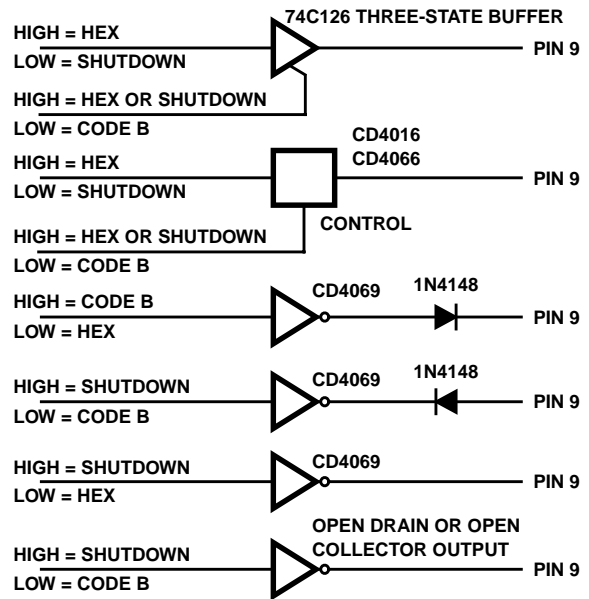 74C126 THREE-STATE BUFFER
HIGH = HEX
LOW = SHUTDOWN
PIN 9
HIGH = HEX OR SHUTDOWN
LOW = CODE B
CD4016
CD4066
HIGH = HEX
LOW = SHUTDOWN
PIN 9
CONTROL
HIGH = HEX OR SHUTDOWN
LOW = CODE B
CD4069
1N4148
HIGH = CODE B
LOW = HEX
PIN 9
CD4069
1N4148
HIGH = SHUTDOWN
LOW = CODE B
PIN 9
CD4069
HIGH = SHUTDOWN
LOW = HEX
PIN 9
OPEN DRAIN OR OPEN
COLLECTOR OUTPUT
HIGH = SHUTDOWN
LOW = CODE B
PIN 9